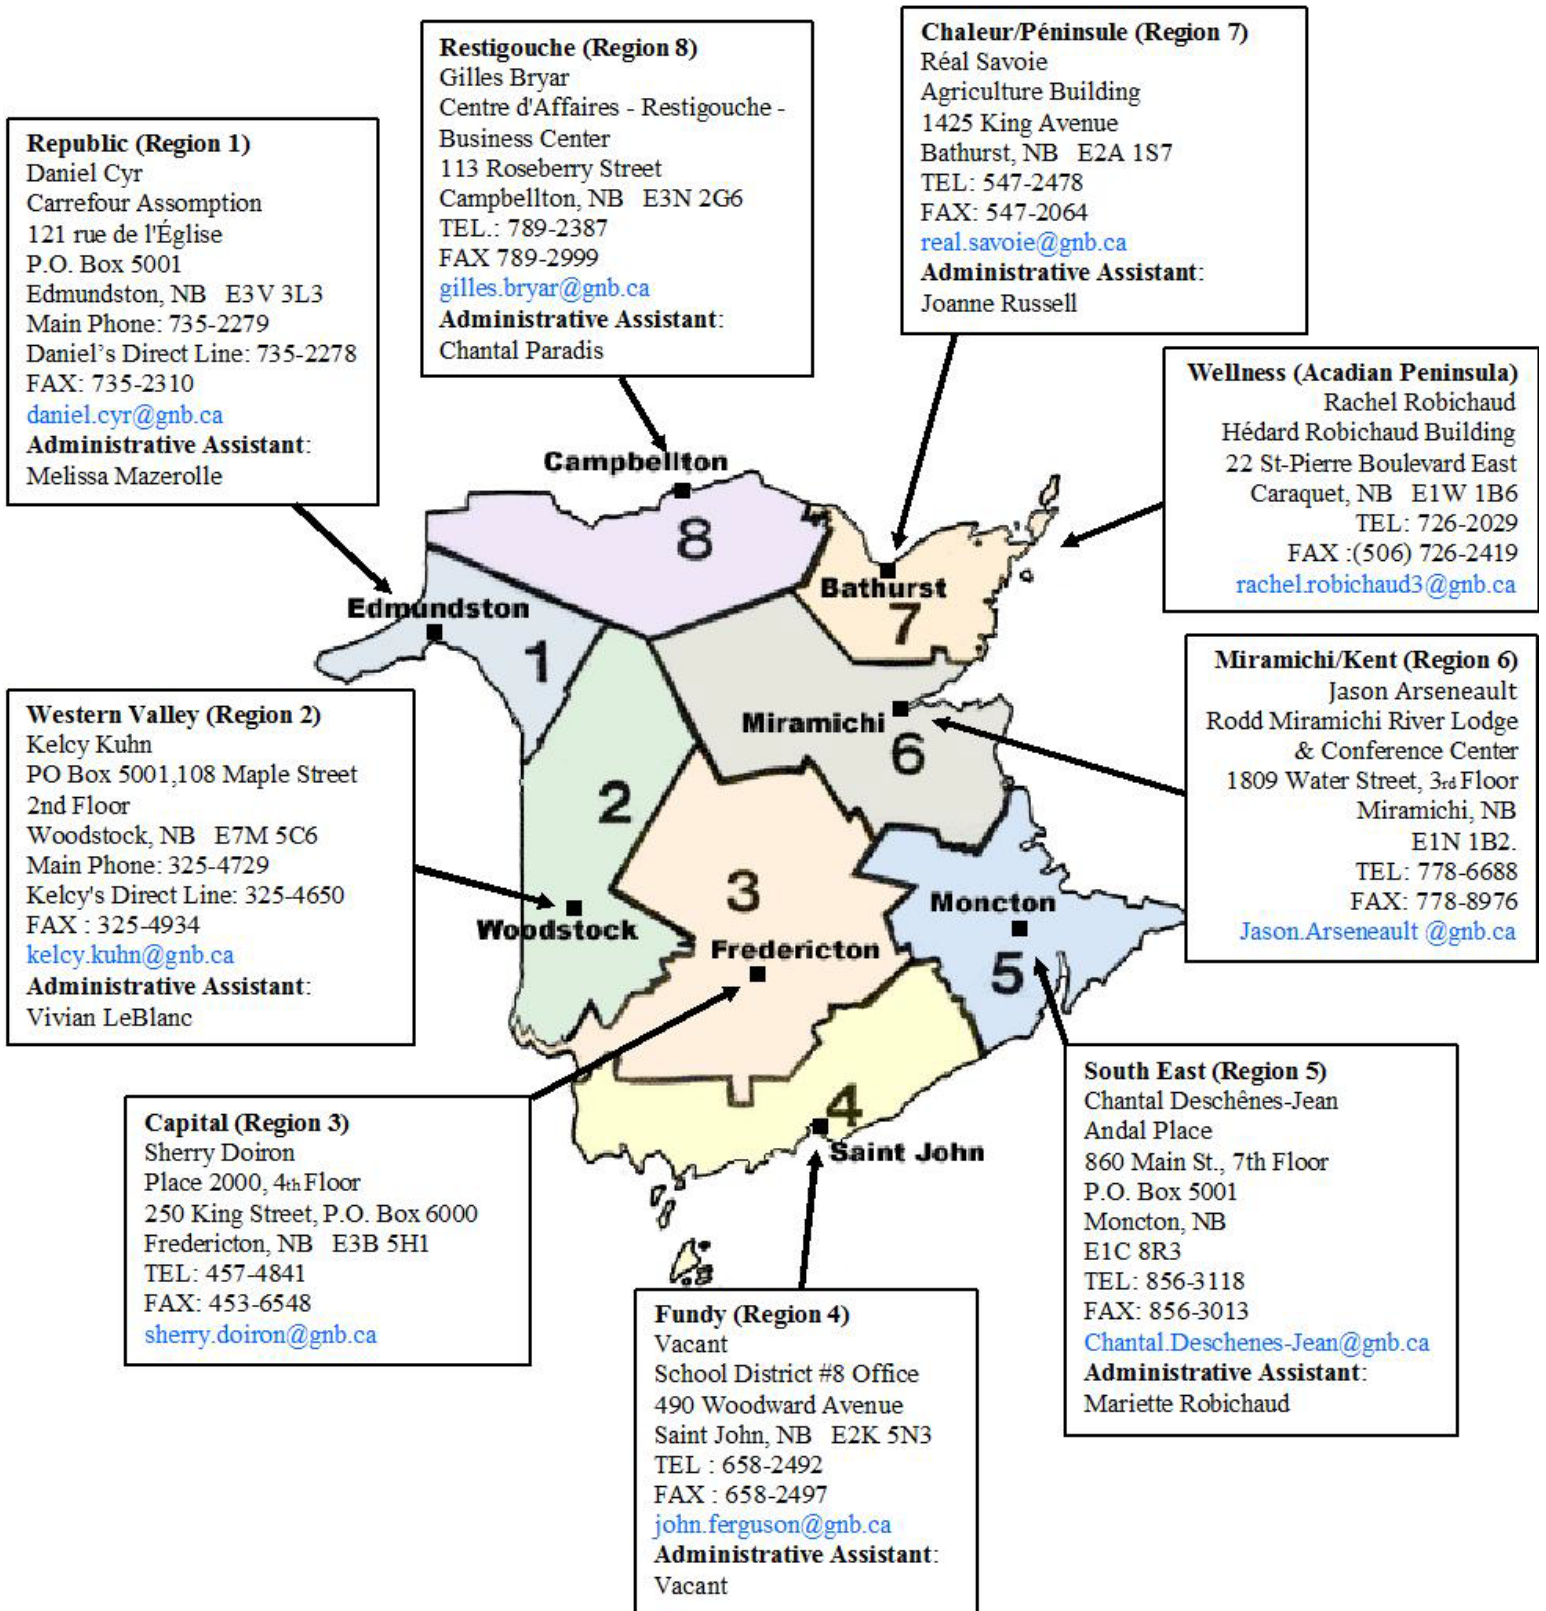 Restigouche (Region 8)
Gilles Bryar
Centre d'Affaires - Restigouche -
Business Center
113 Roseberry Street
Campbellton, NB   E3N 2G6
TEL.: 789-2387
FAX 789-2999
gilles.bryar@gnb.ca
Administrative Assistant:
Chantal Paradis
Chaleur/Péninsule (Region 7)
Réal Savoie
Agriculture Building
1425 King Avenue
Bathurst, NB   E2A 1S7
TEL: 547-2478
FAX: 547-2064
real.savoie@gnb.ca
Administrative Assistant:
Joanne Russell
Republic (Region 1)
Daniel Cyr
Carrefour Assomption
121 rue de l'Église
P.O. Box 5001
Edmundston, NB   E3V 3L3
Main Phone: 735-2279
Daniel’s Direct Line: 735-2278
FAX: 735-2310
daniel.cyr@gnb.ca
Administrative Assistant:
Melissa Mazerolle
Wellness (Acadian Peninsula)
Rachel Robichaud
Hédard Robichaud Building
22 St-Pierre Boulevard East
Caraquet, NB   E1W 1B6
TEL: 726-2029
FAX :(506) 726-2419
rachel.robichaud3@gnb.ca
Campbellton
8
Bathurst
7
Edmundston
1
Miramichi
6
2
3
Woodstock
Fredericton
Moncton
5
4
Saint John
Miramichi/Kent (Region 6)
Jason Arseneault
Rodd Miramichi River Lodge
& Conference Center
1809 Water Street, 3rd Floor
Miramichi, NB
E1N 1B2.
TEL: 778-6688
FAX: 778-8976
Jason.Arseneault @gnb.ca
Western Valley (Region 2)
Kelcy Kuhn
PO Box 5001,108 Maple Street
2nd Floor
Woodstock, NB   E7M 5C6
Main Phone: 325-4729
Kelcy's Direct Line: 325-4650
FAX : 325-4934
kelcy.kuhn@gnb.ca
Administrative Assistant:
Vivian LeBlanc
Capital (Region 3)
Sherry Doiron
Place 2000, 4th Floor
250 King Street, P.O. Box 6000
Fredericton, NB   E3B 5H1
TEL: 457-4841
FAX: 453-6548
sherry.doiron@gnb.ca
South East (Region 5)
Chantal Deschênes-Jean
Andal Place
860 Main St., 7th Floor
P.O. Box 5001
Moncton, NB
E1C 8R3
TEL: 856-3118
FAX: 856-3013
Chantal.Deschenes-Jean@gnb.ca
Administrative Assistant:
Mariette Robichaud
Fundy (Region 4)
Vacant
School District #8 Office
490 Woodward Avenue
Saint John, NB   E2K 5N3
TEL : 658-2492
FAX : 658-2497
john.ferguson@gnb.ca
Administrative Assistant:
Vacant